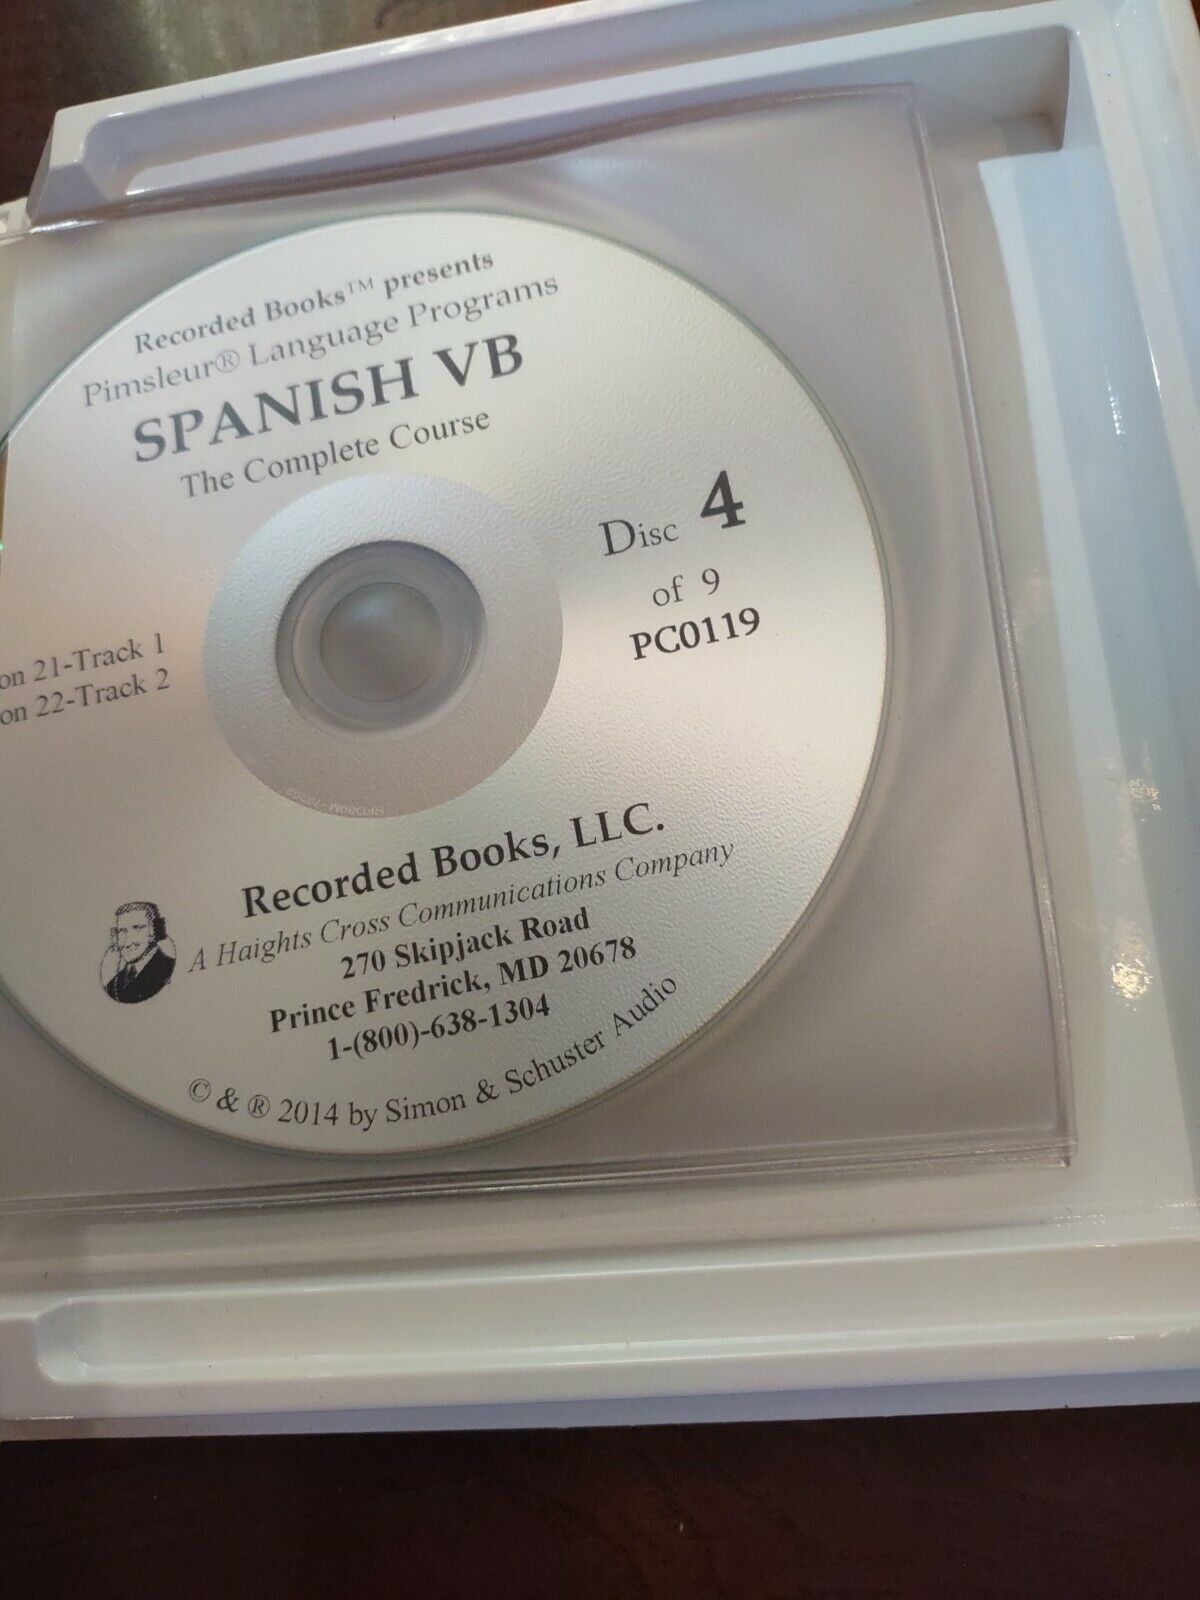 Recorded Books™ presents
Pimsleur® Language Programs
SPANISH VB
The Complete Course
Disc 4
of 9
PC0119
on 21-Track 1
on 22-Track 2
Recorded Books, LLC.
A Haights Cross Communications Company
270 Skipjack Road
Prince Fredrick, MD 20678
1-(800)-638-1304
© & ® 2014 by Simon & Schuster Audio